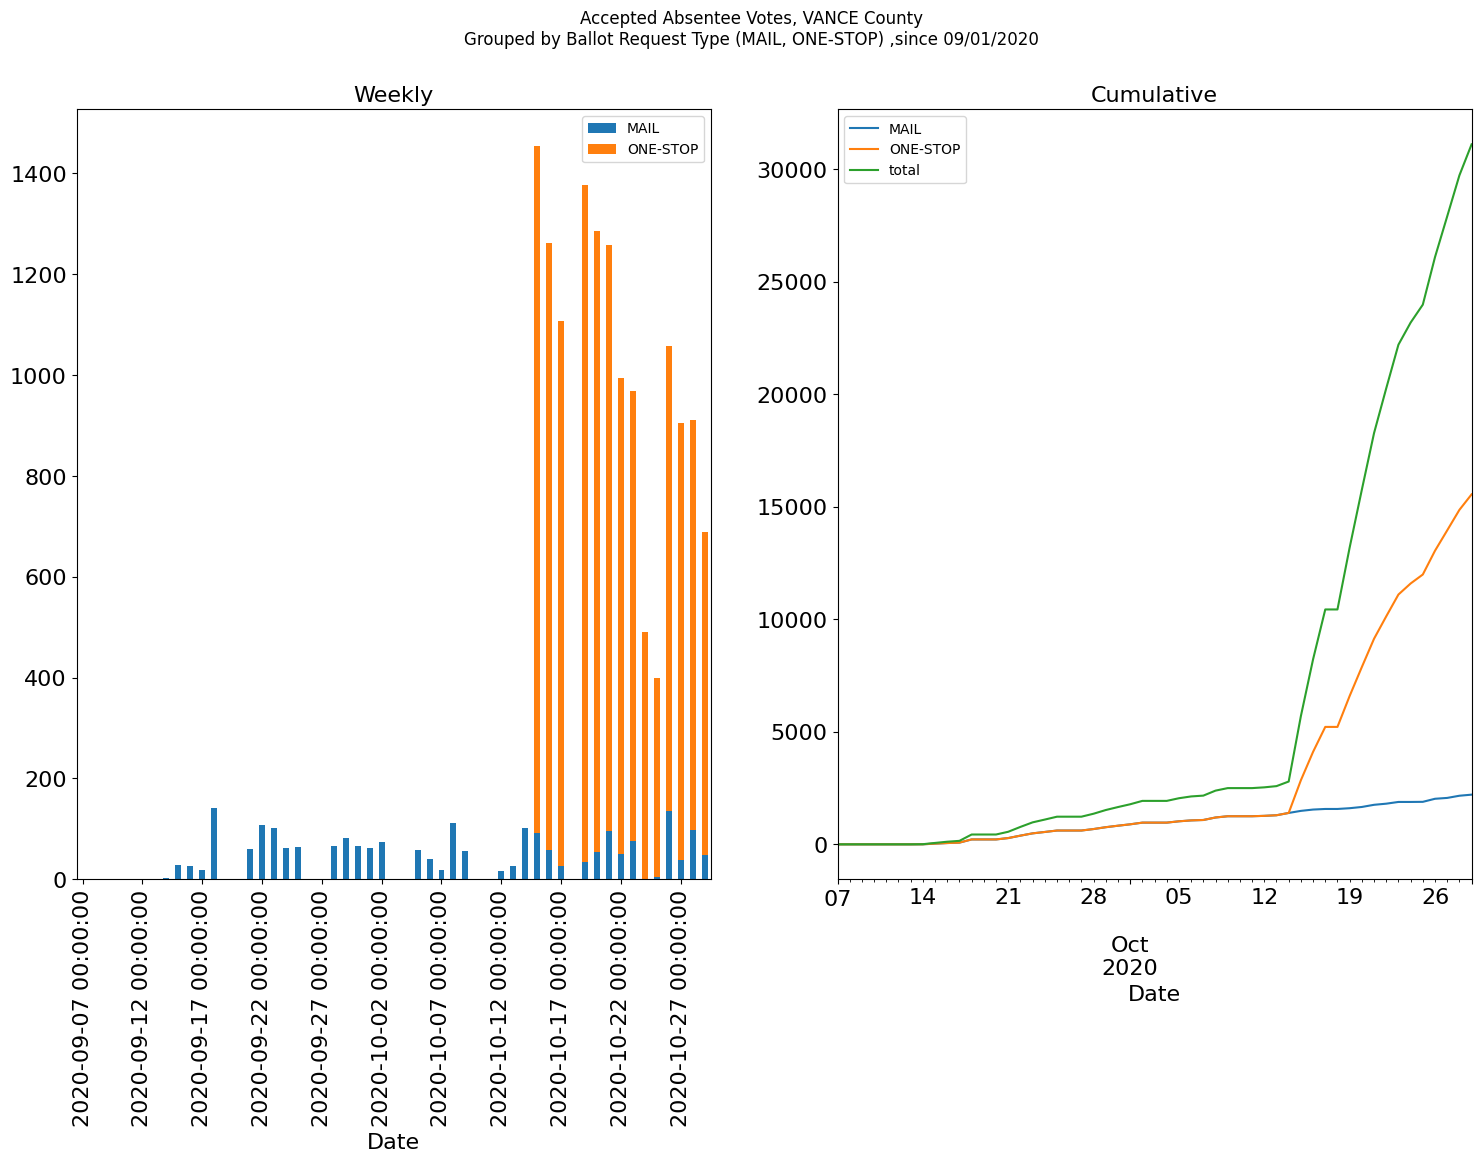 Accepted Absentee Votes, VANCE County
Grouped by Ballot Request Type (MAIL, ONE-STOP) ,since 09/01/2020
Weekly
MAIL
ONE-STOP
1400
1200
1000
800
600
400
200
0
2020-09-07 00:00:00
2020-09-12 00:00:00
2020-09-17 00:00:00
2020-09-22 00:00:00
2020-09-27 00:00:00
2020-10-02 00:00:00
2020-10-07 00:00:00
2020-10-12 00:00:00
2020-10-17 00:00:00
2020-10-22 00:00:00
2020-10-27 00:00:00
Date
Cumulative
MAIL
ONE-STOP
total
30000
25000
20000
15000
10000
5000
0
07 14 21 28 05 12 19 26
Oct
2020
Date